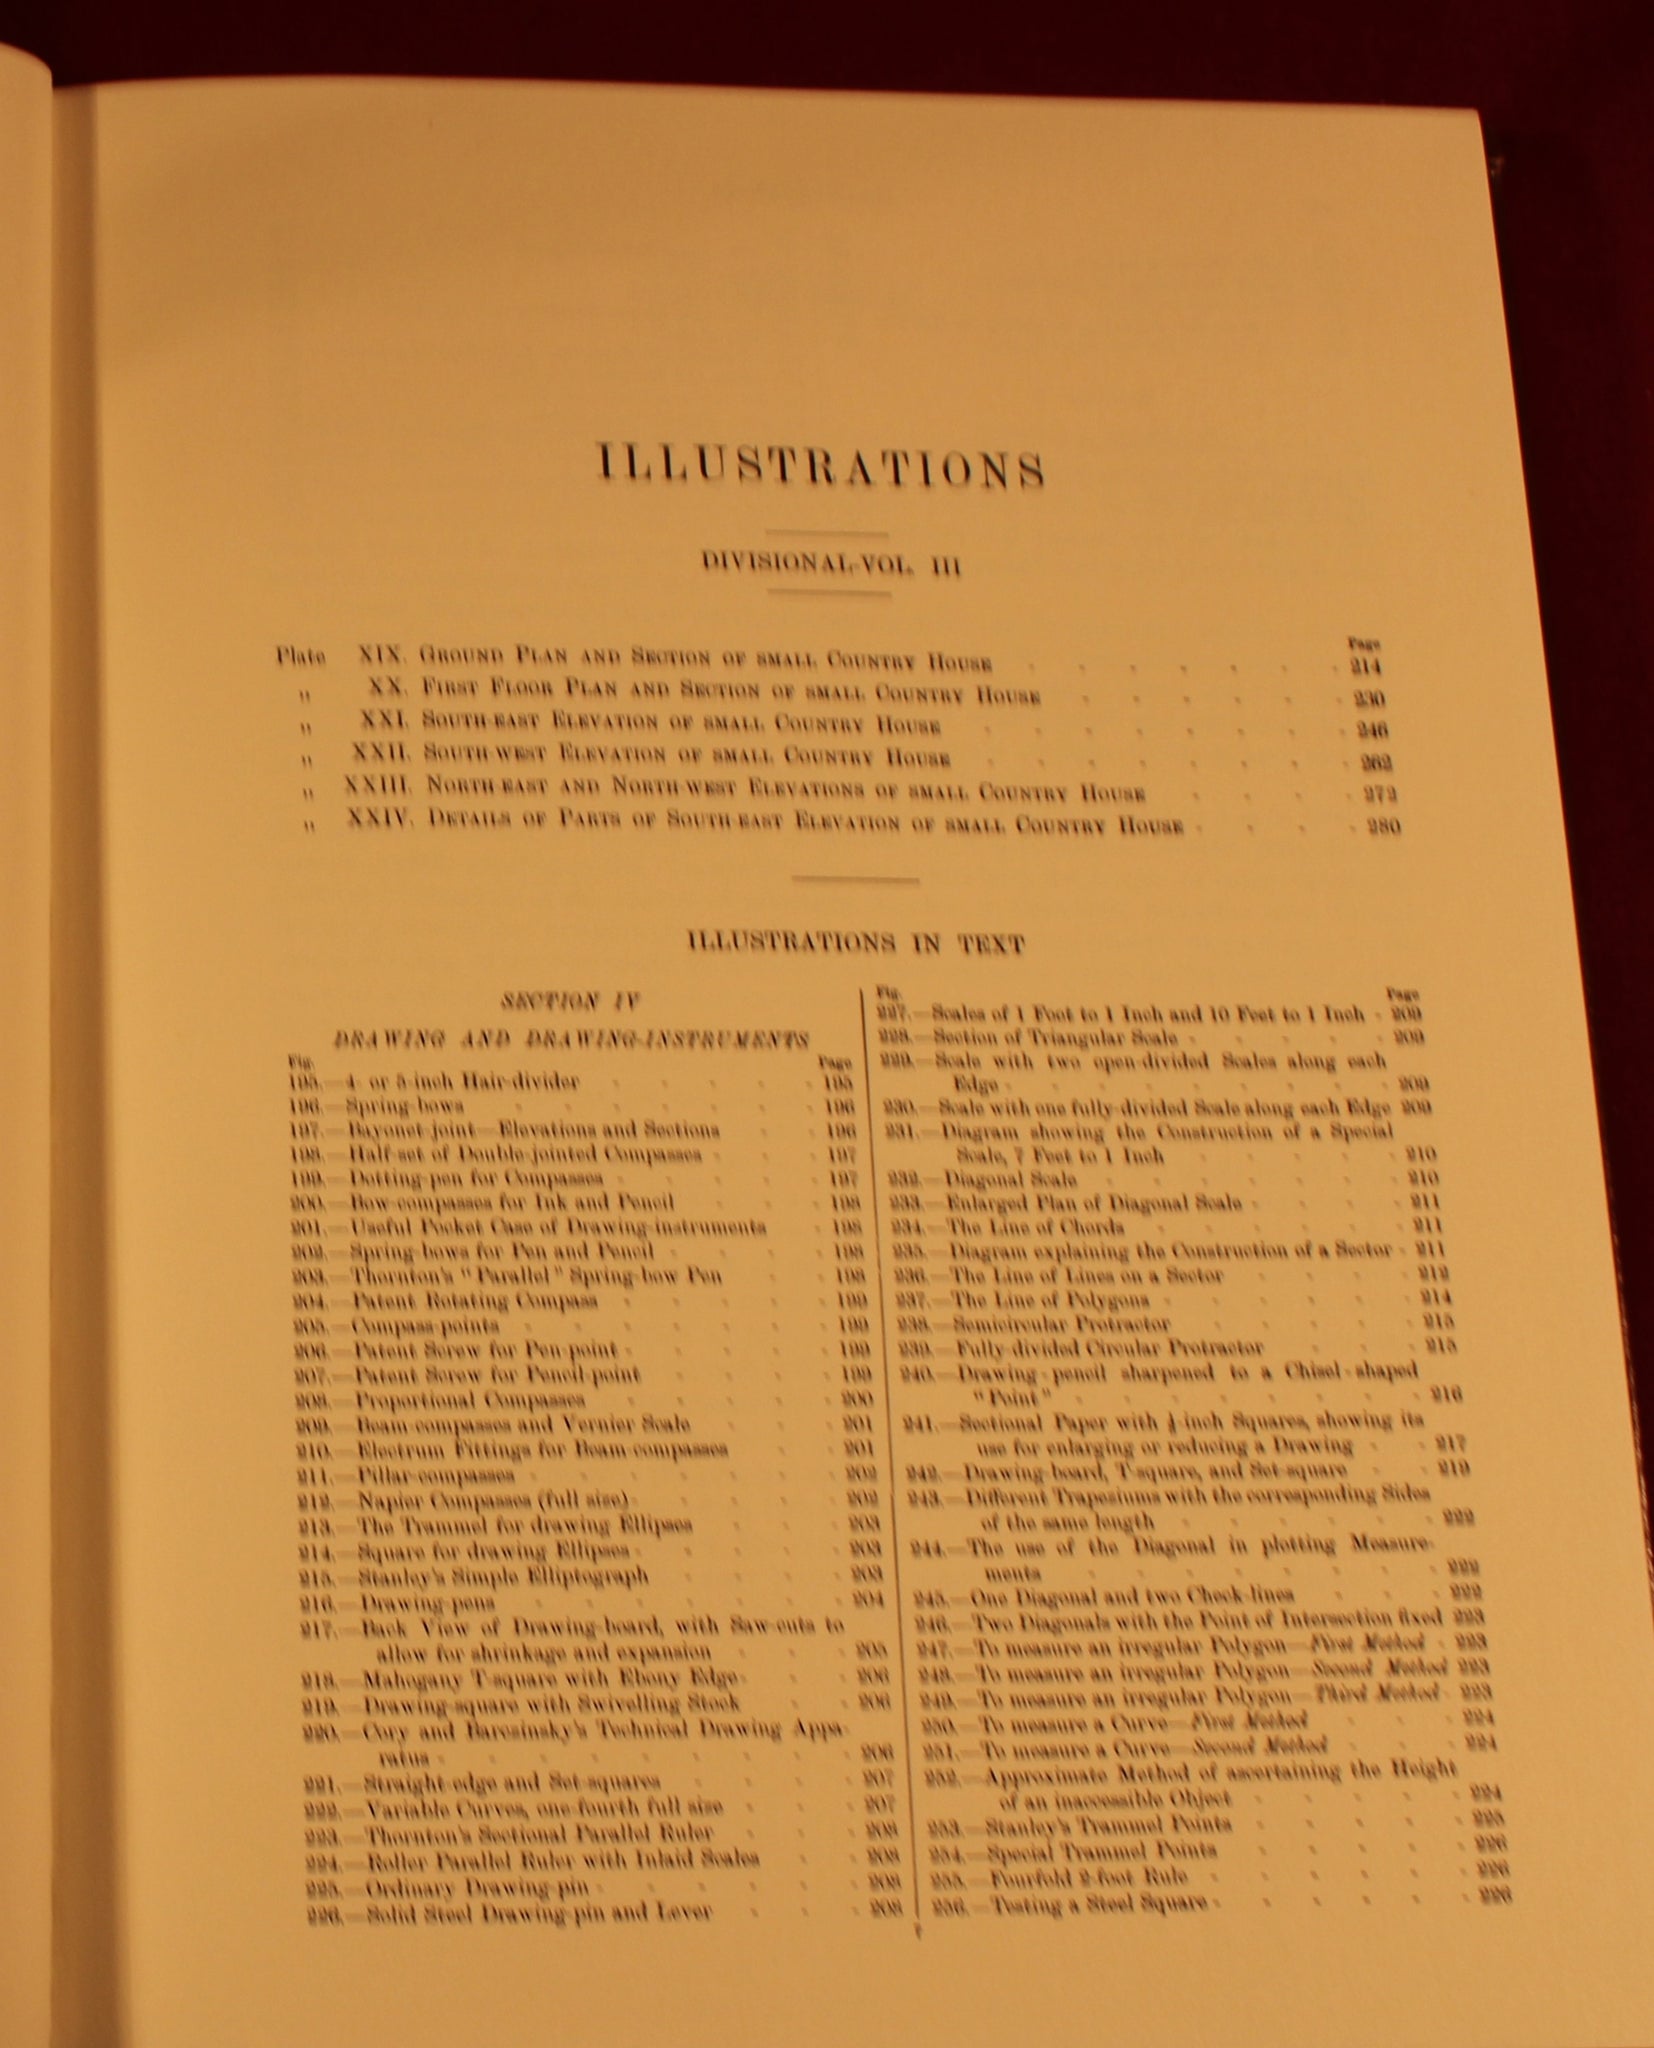 ILLUSTRATIONS
DIVISIONAL-VOL. III
Page
Plate XIX. Ground Plan and Section of small Country House 214
„ XX. First Floor Plan and Section of small Country House 230
„ XXI. South-east Elevation of small Country House 246
„ XXII. South-west Elevation of small Country House 262
„ XXIII. North-east and North-west Elevations of small Country House 272
„ XXIV. Details of Parts of South-east Elevation of small Country House 280
ILLUSTRATIONS IN TEXT
SECTION IV
DRAWING AND DRAWING-INSTRUMENTS
Fig. Page
195.—4- or 5-inch Hair-divider 195
196.—Spring-bows 196
197.—Bayonet-joint—Elevations and Sections 196
198.—Half-set of Double-jointed Compasses 197
199.—Dotting-pen for Compasses 197
200.—Bow-compasses for Ink and Pencil 198
201.—Useful Pocket Case of Drawing-instruments 198
202.—Spring-bows for Pen and Pencil 198
203.—Thornton's "Parallel" Spring-bow Pen 198
204.—Patent Rotating Compass 199
205.—Compass-points 199
206.—Patent Screw for Pen-point 199
207.—Patent Screw for Pencil-point 199
208.—Proportional Compasses 200
209.—Beam-compasses and Vernier Scale 201
210.—Electrum Fittings for Beam-compasses 201
211.—Pillar-compasses 202
212.—Napier Compasses (full size) 202
213.—The Trammel for drawing Ellipses 203
214.—Square for drawing Ellipses 203
215.—Stanley's Simple Elliptograph 203
216.—Drawing-pens 204
217.—Back View of Drawing-board, with Saw-cuts to
allow for shrinkage and expansion 205
218.—Mahogany T-square with Ebony Edge 206
219.—Drawing-square with Swivelling Stock 206
220.—Cory and Barczinsky's Technical Drawing Appa-
ratus 206
221.—Straight-edge and Set-squares 207
222.—Variable Curves, one-fourth full size 207
223.—Thornton's Sectional Parallel Ruler 208
224.—Roller Parallel Ruler with Inlaid Scales 208
225.—Ordinary Drawing-pin 208
226.—Solid Steel Drawing-pin and Lever 208
Fig. Page
227.—Scales of 1 Foot to 1 Inch and 10 Feet to 1 Inch 209
228.—Section of Triangular Scale 209
229.—Scale with two open-divided Scales along each
Edge 209
230.—Scale with one fully-divided Scale along each Edge 209
231.—Diagram showing the Construction of a Special
Scale, 7 Feet to 1 Inch 210
232.—Diagonal Scale 210
233.—Enlarged Plan of Diagonal Scale 211
234.—The Line of Chords 211
235.—Diagram explaining the Construction of a Sector 211
236.—The Line of Lines on a Sector 212
237.—The Line of Polygons 214
238.—Semicircular Protractor 215
239.—Fully-divided Circular Protractor 215
240.—Drawing-pencil sharpened to a Chisel-shaped
"Point" 216
241.—Sectional Paper with -inch Squares, showing its
use for enlarging or reducing a Drawing 217
242.—Drawing-board, T-square, and Set-square 219
243.—Different Trapeziums with the corresponding Sides
of the same length 222
244.—The use of the Diagonal in plotting Measure-
ments 222
245.—One Diagonal and two Check-lines 222
246.—Two Diagonals with the Point of Intersection fixed 223
247.—To measure an irregular Polygon—First Method 223
248.—To measure an irregular Polygon—Second Method 223
249.—To measure an irregular Polygon—Third Method 223
250.—To measure a Curve—First Method 224
251.—To measure a Curve—Second Method 224
252.—Approximate Method of ascertaining the Height
of an inaccessible Object 224
253.—Stanley's Trammel Points 225
254.—Special Trammel Points 226
255.—Fourfold 2-foot Rule 226
256.—Testing a Steel Square 226